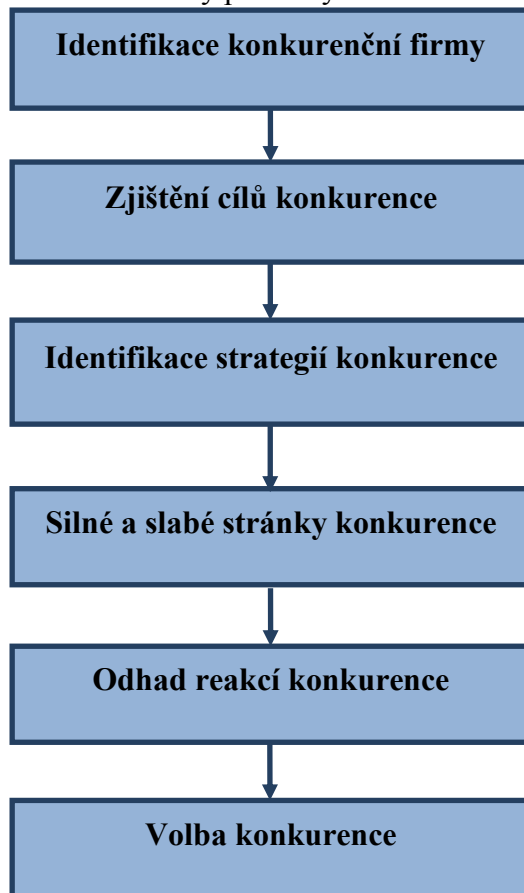 Identifikace konkurenční firmy
Zjištění cílů konkurence
Identifikace strategií konkurence
Silné a slabé stránky konkurence
Odhad reakcí konkurence
Volba konkurence